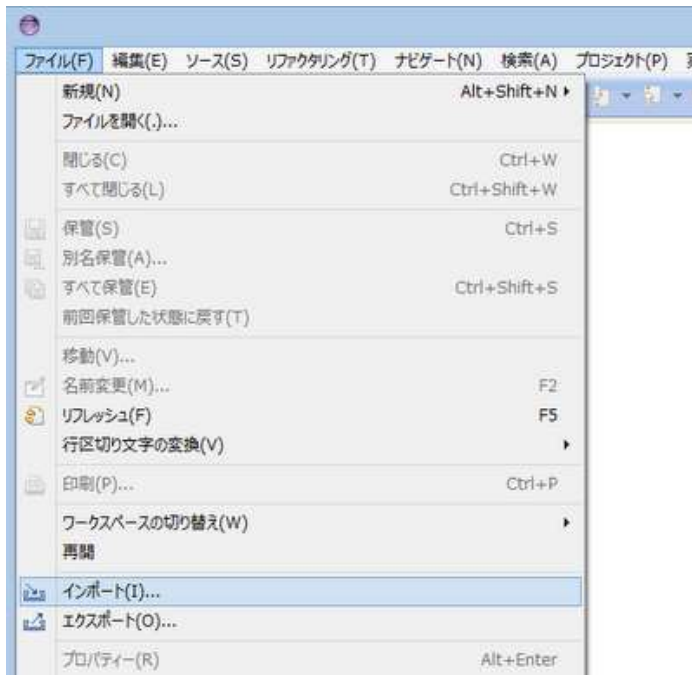 ファイル(F) 編集(E) ソース(S) リファクタリング(T) ナビゲート(N) 検索(A) プロジェクト(P)
新規(N) Alt+Shift+N
ファイルを開く(.)...
閉じる(C) Ctrl+W
すべて閉じる(L) Ctrl+Shift+W
保管(S) Ctrl+S
別名保管(A)...
すべて保管(E) Ctrl+Shift+S
前回保管した状態に戻す(T)
移動(V)...
名前変更(M)... F2
リフレッシュ(F) F5
行区切り文字の変換(V)
印刷(P)... Ctrl+P
ワークスペースの切り替え(W)
再開
インポート(I)...
エクスポート(O)...
プロパティー(R) Alt+Enter